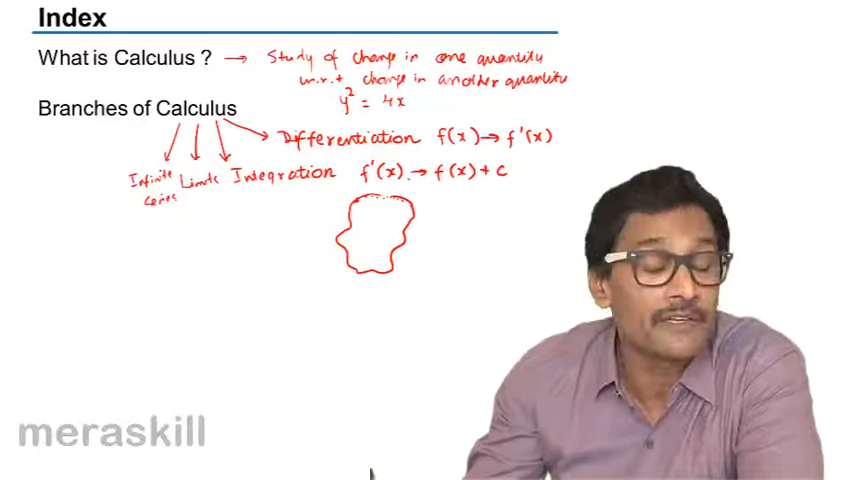 Index
What is Calculus ? → Study of change in one quantity
w.r.t change in another quantity
y² = 4x
Branches of Calculus
Differentiation f(x) → f'(x)
Infinite Limits Integration f'(x) → f(x) + c
series
meraskill